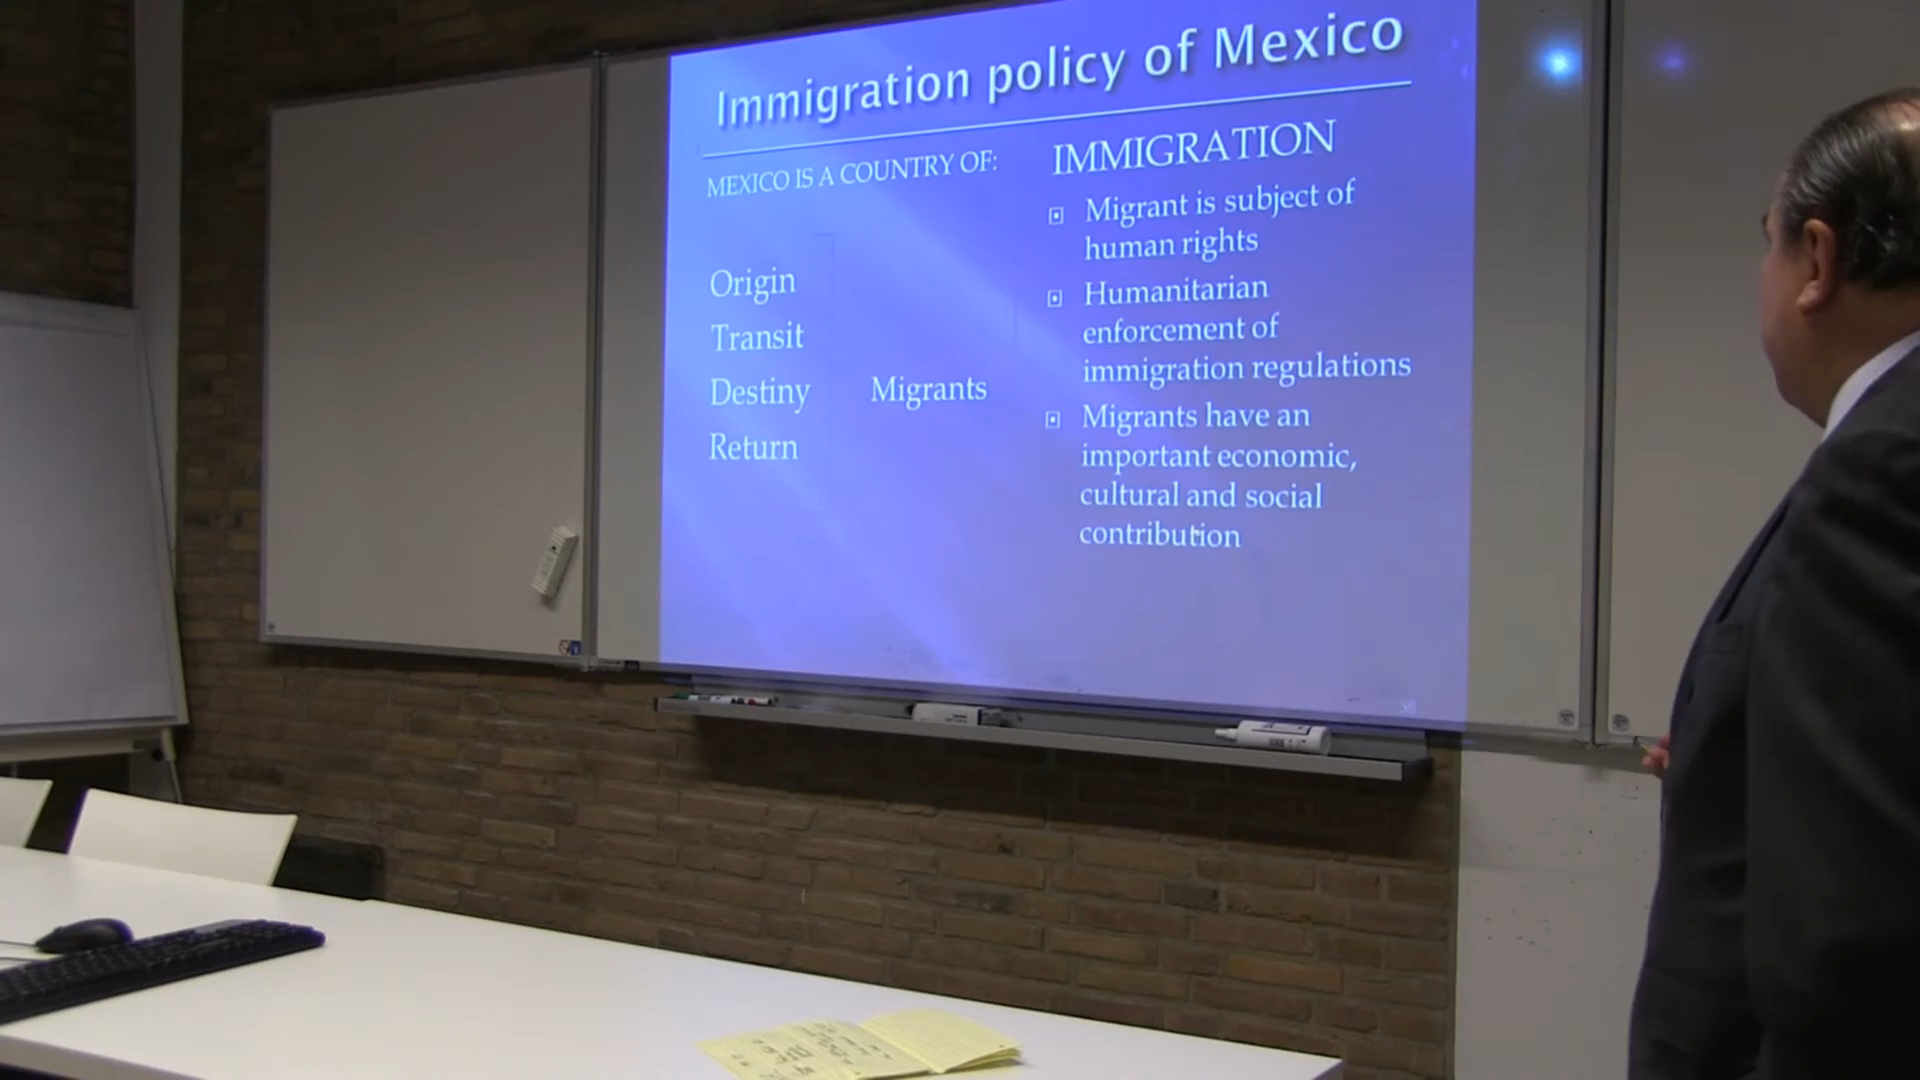 Immigration policy of Mexico
MEXICO IS A COUNTRY OF:
Origin
Transit
Destiny Migrants
Return
IMMIGRATION
Migrant is subject of
human rights
Humanitarian
enforcement of
immigration regulations
Migrants have an
important economic,
cultural and social
contribution